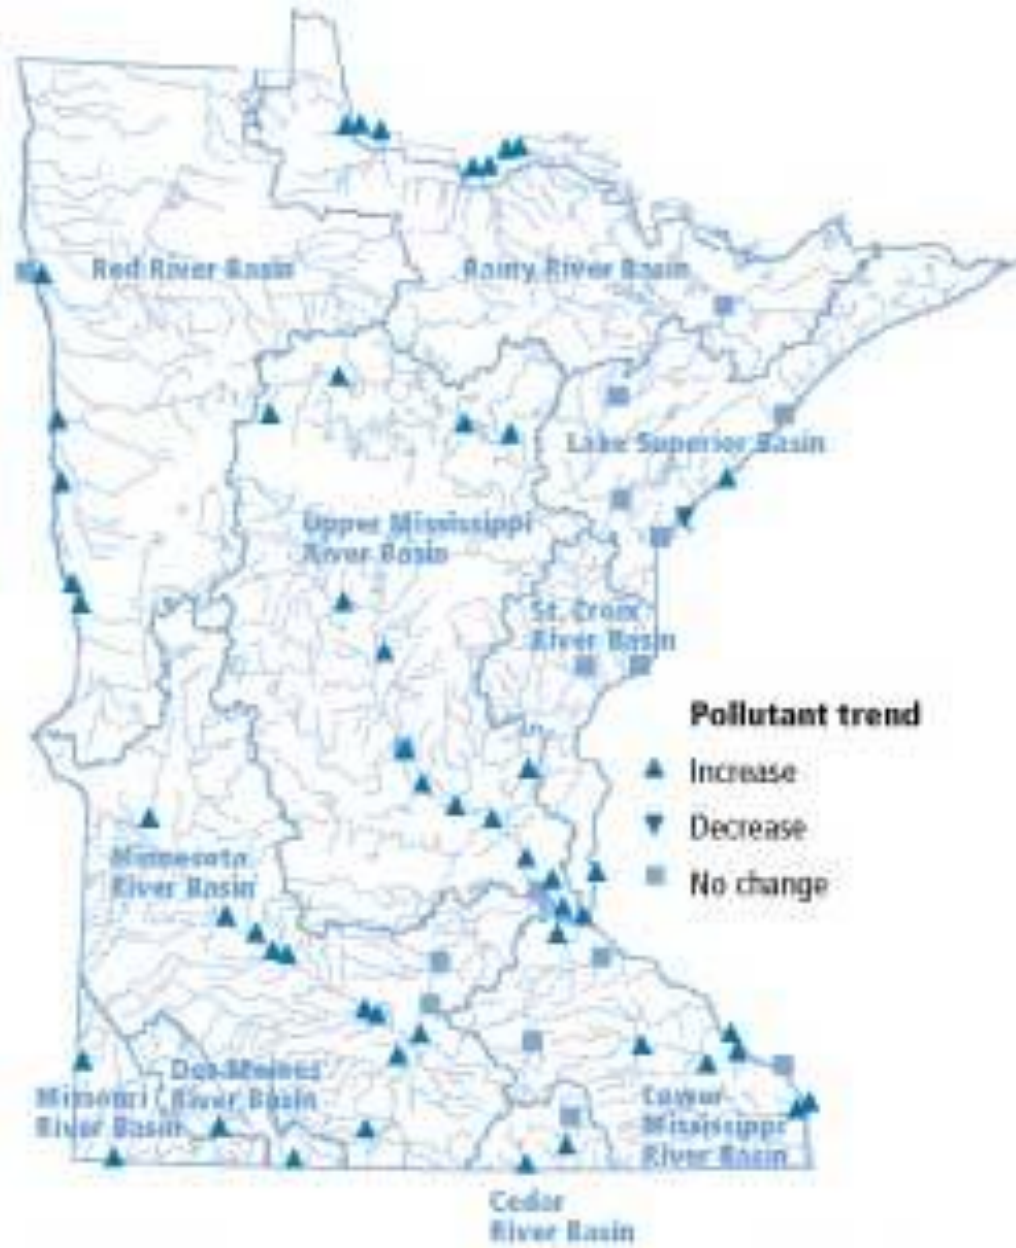 Red River Basin
Rainy River Basin
Lake Superior Basin
Upper Mississippi
River Basin
St. Croix
River Basin
Pollutant trend
Increase
Decrease
No change
Minnesota
River Basin
Des Moines
River Basin
Missouri
River Basin
Lower
Mississippi
River Basin
Cedar
River Basin